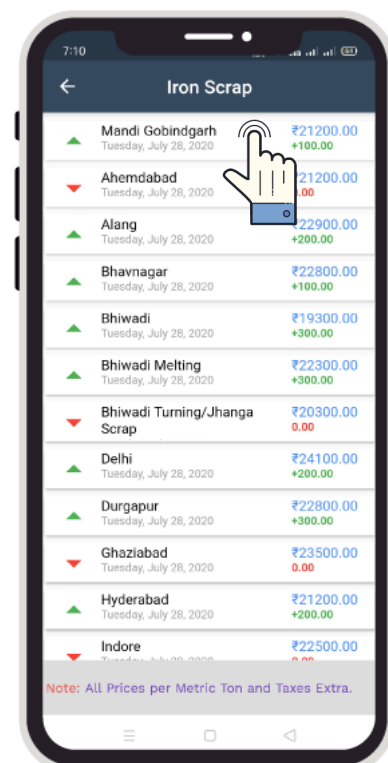 7:10
Iron Scrap
Mandi Gobindgarh ₹21200.00
Tuesday, July 28, 2020 +100.00
Ahemdabad ₹21200.00
Tuesday, July 28, 2020 0.00
Alang ₹22900.00
Tuesday, July 28, 2020 +200.00
Bhavnagar ₹22800.00
Tuesday, July 28, 2020 +100.00
Bhiwadi ₹19300.00
Tuesday, July 28, 2020 +300.00
Bhiwadi Melting ₹22300.00
Tuesday, July 28, 2020 +300.00
Bhiwadi Turning/Jhanga ₹20300.00
Scrap 0.00
Delhi ₹24100.00
Tuesday, July 28, 2020 +200.00
Durgapur ₹22800.00
Tuesday, July 28, 2020 +300.00
Ghaziabad ₹23500.00
Tuesday, July 28, 2020 0.00
Hyderabad ₹21200.00
Tuesday, July 28, 2020 +200.00
Indore ₹22500.00
Note: All Prices per Metric Ton and Taxes Extra.